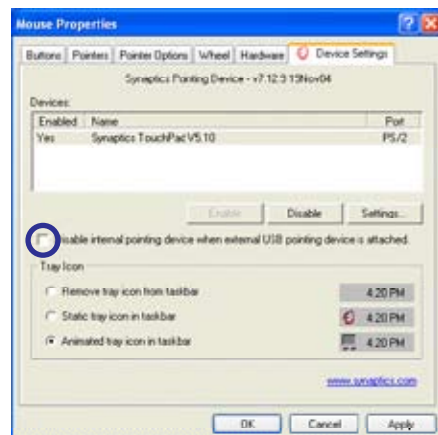 Mouse Properties
Buttons Pointers Pointer Options Wheel Hardware Device Settings
Synaptics Pointing Device - v7.12.3 19Nov04
Devices:
Enabled Name Port
Yes Synaptics TouchPad V5.10 PS/2
Enable Disable Settings...
Disable internal pointing device when external USB pointing device is attached.
Tray Icon
Remove tray icon from taskbar 4:20 PM
Static tray icon in taskbar 4:20 PM
Animated tray icon in taskbar 4:20 PM
www.synaptics.com
OK Cancel Apply